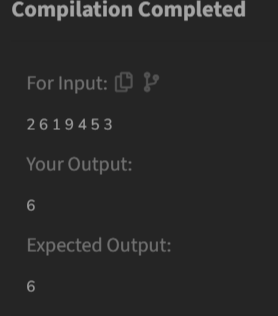 Compilation Completed
For Input:
2 6 1 9 4 5 3
Your Output:
6
Expected Output:
6